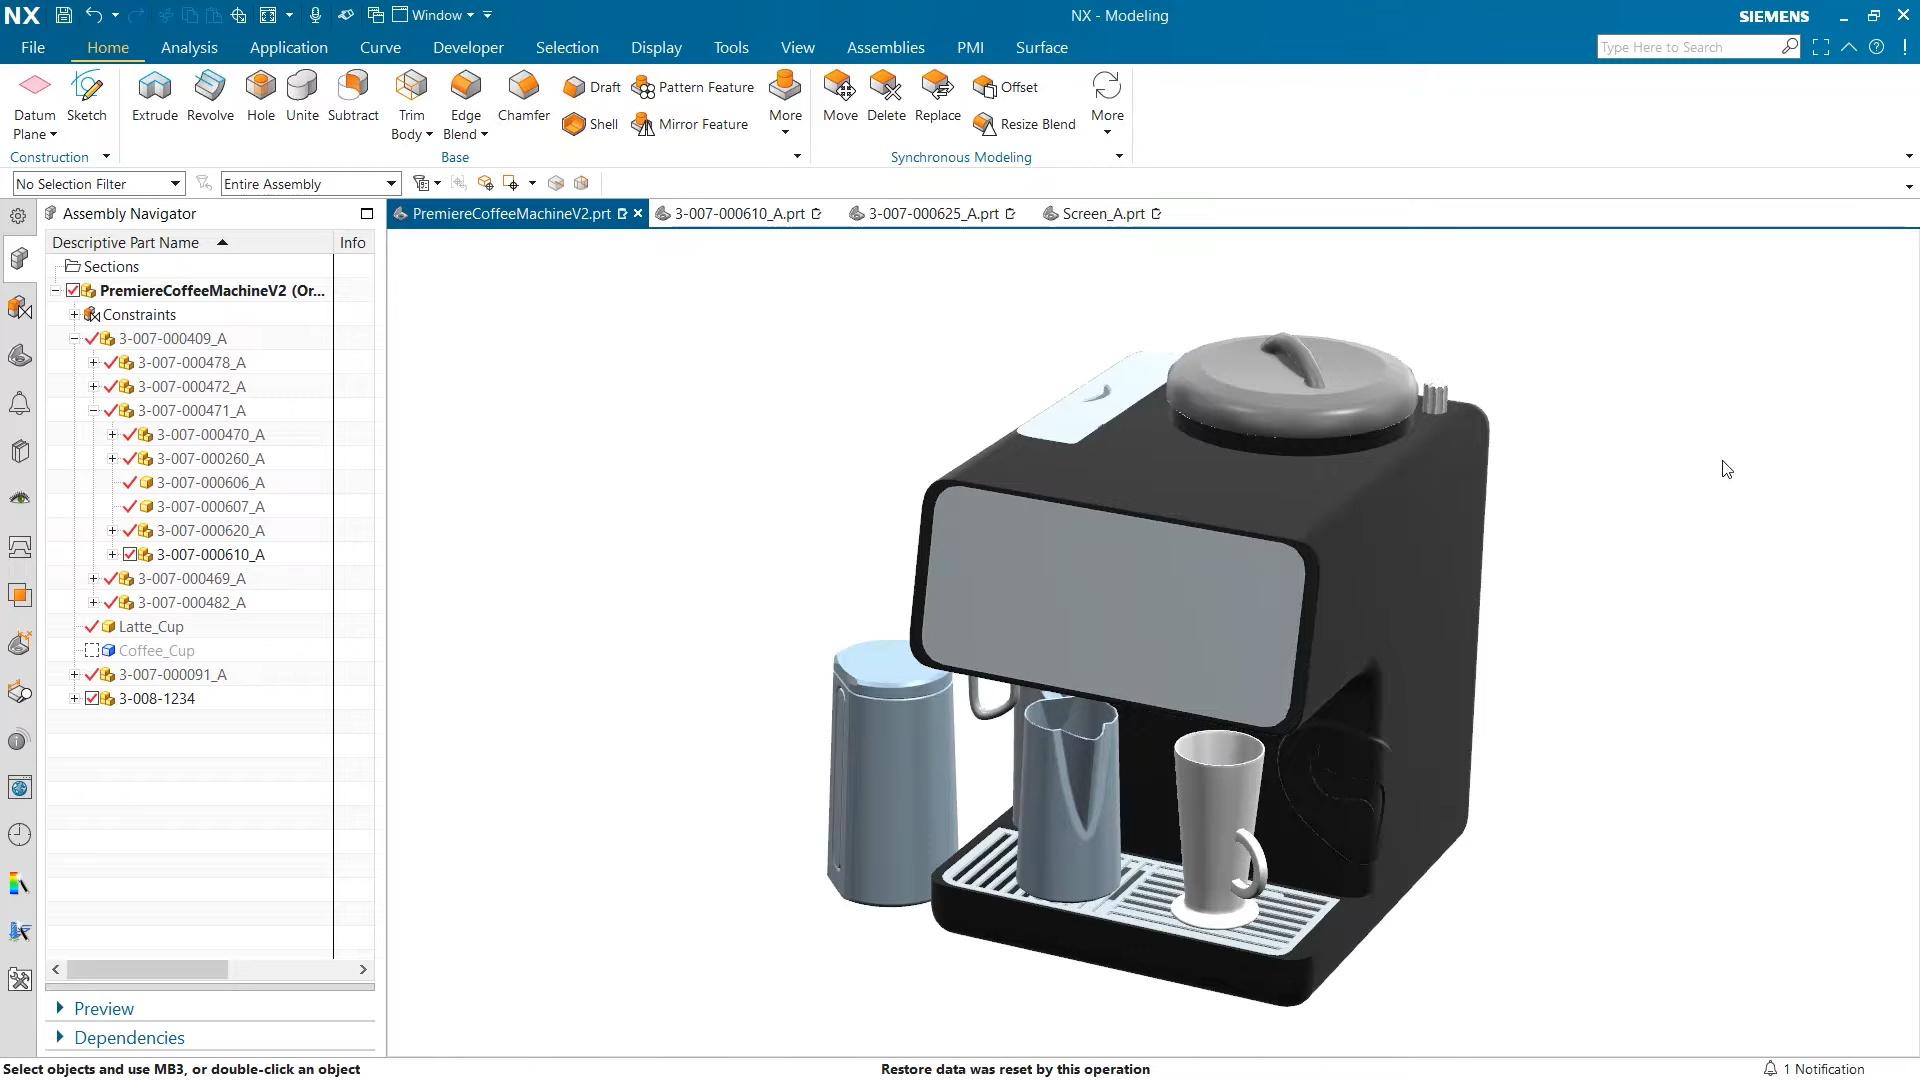 NX Window NX - Modeling SIEMENS
File Home Analysis Application Curve Developer Selection Display Tools View Assemblies PMI Surface Type Here to Search
Datum Plane Sketch Extrude Revolve Hole Unite Subtract Trim Body Edge Blend Chamfer Draft Shell Pattern Feature Mirror Feature More Move Delete Replace Offset Resize Blend More
Construction Base Synchronous Modeling
No Selection Filter Entire Assembly
Assembly Navigator PremiereCoffeeMachineV2.prt 3-007-000610_A.prt 3-007-000625_A.prt Screen_A.prt
Descriptive Part Name Info
Sections
PremiereCoffeeMachineV2 (Or...
Constraints
3-007-000409_A
3-007-000478_A
3-007-000472_A
3-007-000471_A
3-007-000470_A
3-007-000260_A
3-007-000606_A
3-007-000607_A
3-007-000620_A
3-007-000610_A
3-007-000469_A
3-007-000482_A
Latte_Cup
Coffee_Cup
3-007-000091_A
3-008-1234
Preview
Dependencies
Select objects and use MB3, or double-click an object Restore data was reset by this operation 1 Notification